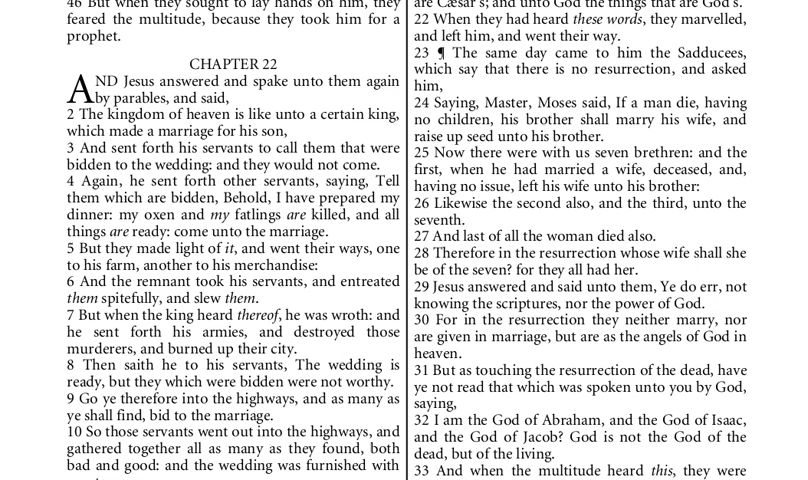 46 But when they sought to lay hands on him, they
feared the multitude, because they took him for a
prophet.
CHAPTER 22
AND Jesus answered and spake unto them again
by parables, and said,
2 The kingdom of heaven is like unto a certain king,
which made a marriage for his son,
3 And sent forth his servants to call them that were
bidden to the wedding: and they would not come.
4 Again, he sent forth other servants, saying, Tell
them which are bidden, Behold, I have prepared my
dinner: my oxen and my fatlings are killed, and all
things are ready: come unto the marriage.
5 But they made light of it, and went their ways, one
to his farm, another to his merchandise:
6 And the remnant took his servants, and entreated
them spitefully, and slew them.
7 But when the king heard thereof, he was wroth: and
he sent forth his armies, and destroyed those
murderers, and burned up their city.
8 Then saith he to his servants, The wedding is
ready, but they which were bidden were not worthy.
9 Go ye therefore into the highways, and as many as
ye shall find, bid to the marriage.
10 So those servants went out into the highways, and
gathered together all as many as they found, both
bad and good: and the wedding was furnished with
are Cæsar's; and unto God the things that are God's.
22 When they had heard these words, they marvelled,
and left him, and went their way.
23 ¶ The same day came to him the Sadducees,
which say that there is no resurrection, and asked
him,
24 Saying, Master, Moses said, If a man die, having
no children, his brother shall marry his wife, and
raise up seed unto his brother.
25 Now there were with us seven brethren: and the
first, when he had married a wife, deceased, and,
having no issue, left his wife unto his brother:
26 Likewise the second also, and the third, unto the
seventh.
27 And last of all the woman died also.
28 Therefore in the resurrection whose wife shall she
be of the seven? for they all had her.
29 Jesus answered and said unto them, Ye do err, not
knowing the scriptures, nor the power of God.
30 For in the resurrection they neither marry, nor
are given in marriage, but are as the angels of God in
heaven.
31 But as touching the resurrection of the dead, have
ye not read that which was spoken unto you by God,
saying,
32 I am the God of Abraham, and the God of Isaac,
and the God of Jacob? God is not the God of the
dead, but of the living.
33 And when the multitude heard this, they were